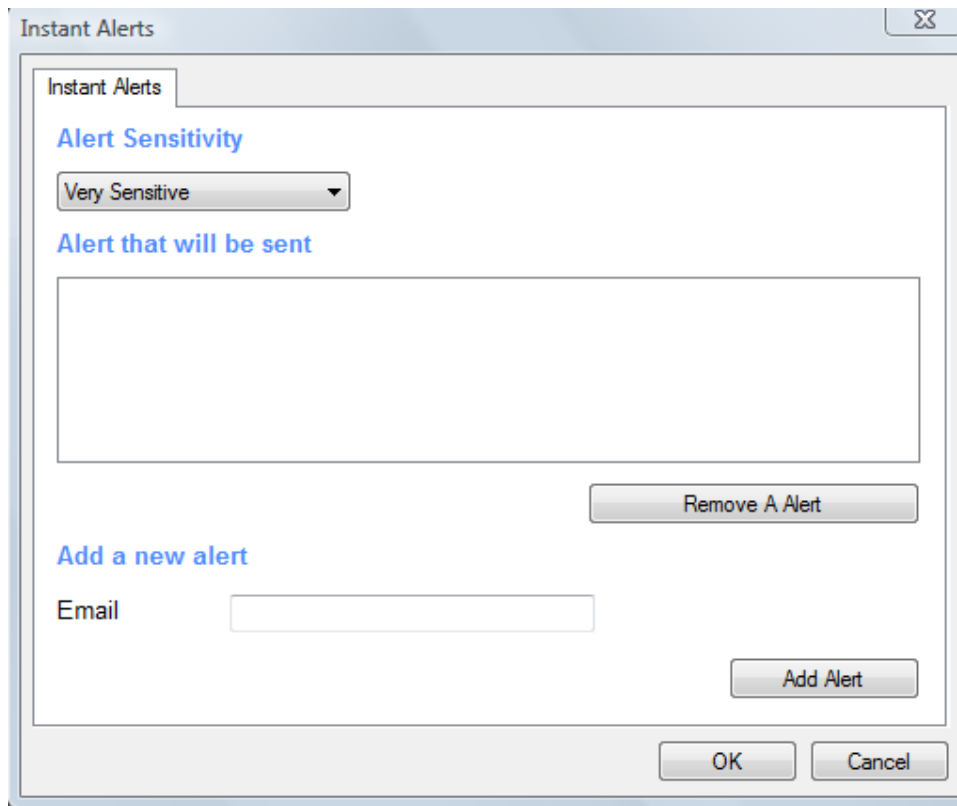 Instant Alerts
Instant Alerts
Alert Sensitivity
Very Sensitive
Alert that will be sent
Remove A Alert
Add a new alert
Email
Add Alert
OK Cancel